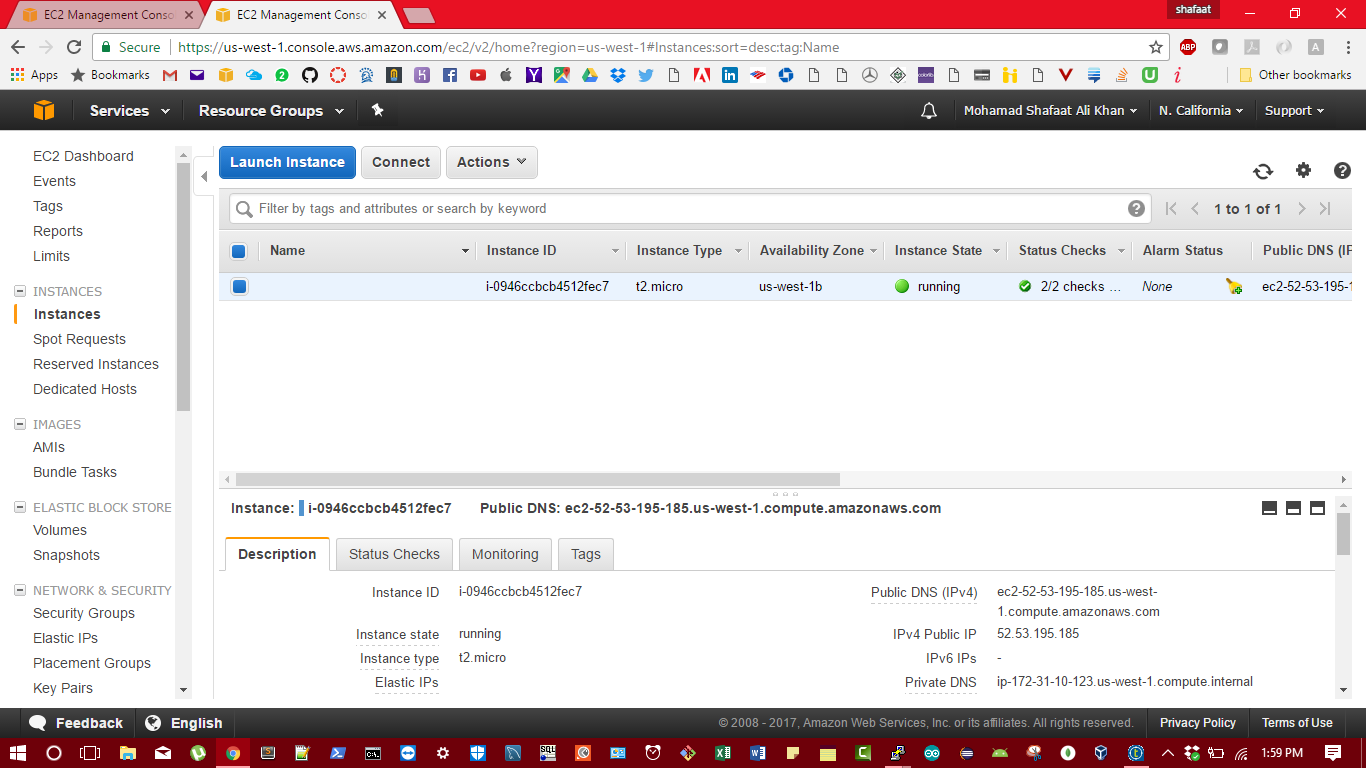 shafaat
EC2 Management Conso
EC2 Management Conso
Secure
https://us-west-1.console.aws.amazon.com/ec2/v2/home?region=us-west-1#Instances:sort=desc:tag:Name
Apps
Bookmarks
Other bookmarks
Services
Resource Groups
Mohamad Shafaat Ali Khan
N. California
Support
EC2 Dashboard
Events
Tags
Reports
Limits
INSTANCES
Instances
Spot Requests
Reserved Instances
Dedicated Hosts
IMAGES
AMIs
Bundle Tasks
ELASTIC BLOCK STORE
Volumes
Snapshots
NETWORK & SECURITY
Security Groups
Elastic IPs
Placement Groups
Key Pairs
Launch Instance Connect Actions
Filter by tags and attributes or search by keyword
1 to 1 of 1
Name Instance ID Instance Type Availability Zone Instance State Status Checks Alarm Status Public DNS (IP
i-0946ccbcb4512fec7 t2.micro us-west-1b running 2/2 checks ... None ec2-52-53-195-1
Instance: i-0946ccbcb4512fec7 Public DNS: ec2-52-53-195-185.us-west-1.compute.amazonaws.com
Description Status Checks Monitoring Tags
Instance ID i-0946ccbcb4512fec7
Instance state running
Instance type t2.micro
Elastic IPs
Public DNS (IPv4) ec2-52-53-195-185.us-west-
1.compute.amazonaws.com
IPv4 Public IP 52.53.195.185
IPv6 IPs -
Private DNS ip-172-31-10-123.us-west-1.compute.internal
Feedback
English
© 2008 - 2017, Amazon Web Services, Inc. or its affiliates. All rights reserved.
Privacy Policy
Terms of Use
1:59 PM